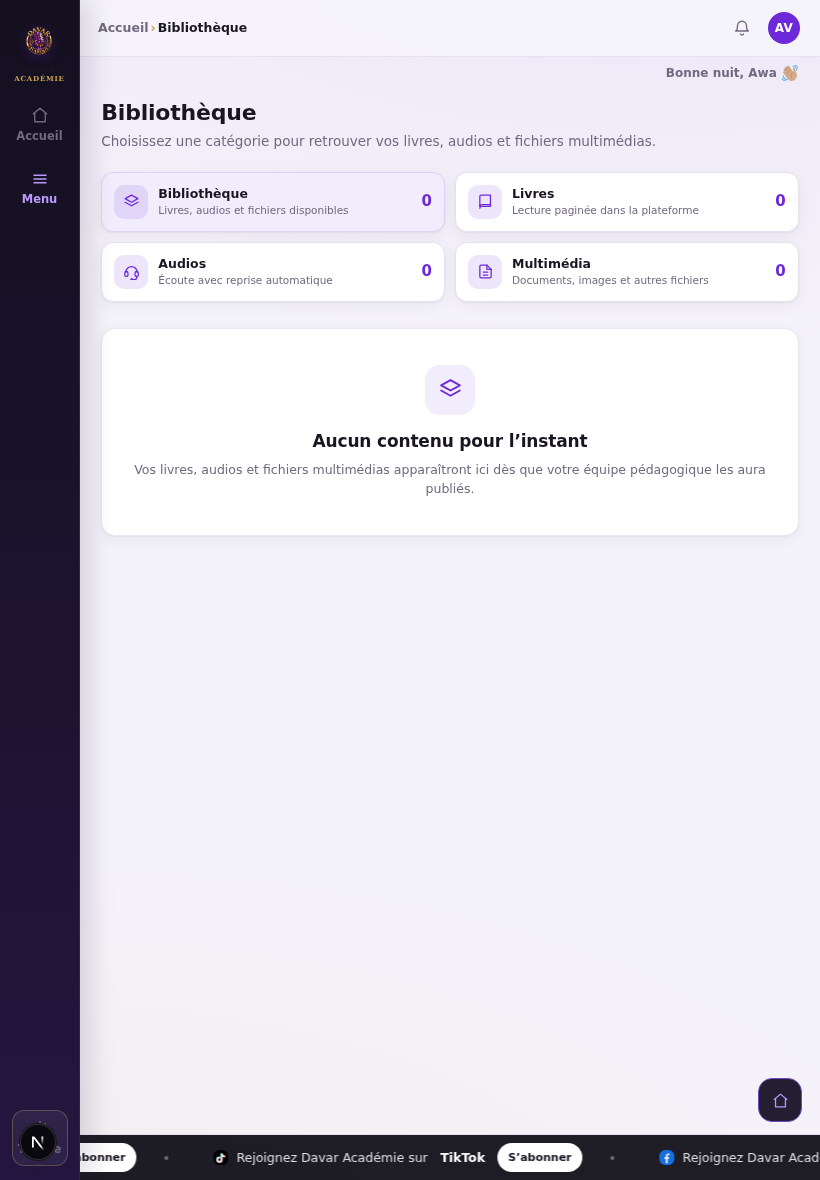 ACADÉMIE
Accueil
Menu
Accueil › Bibliothèque
AV
Bonne nuit, Awa 👋🏽
Bibliothèque
Choisissez une catégorie pour retrouver vos livres, audios et fichiers multimédias.
Bibliothèque
Livres, audios et fichiers disponibles
0
Livres
Lecture paginée dans la plateforme
0
Audios
Écoute avec reprise automatique
0
Multimédia
Documents, images et autres fichiers
0
Aucun contenu pour l’instant
Vos livres, audios et fichiers multimédias apparaîtront ici dès que votre équipe pédagogique les aura
publiés.
N
abonner • Rejoignez Davar Académie sur TikTok S’abonner • Rejoignez Davar Acad